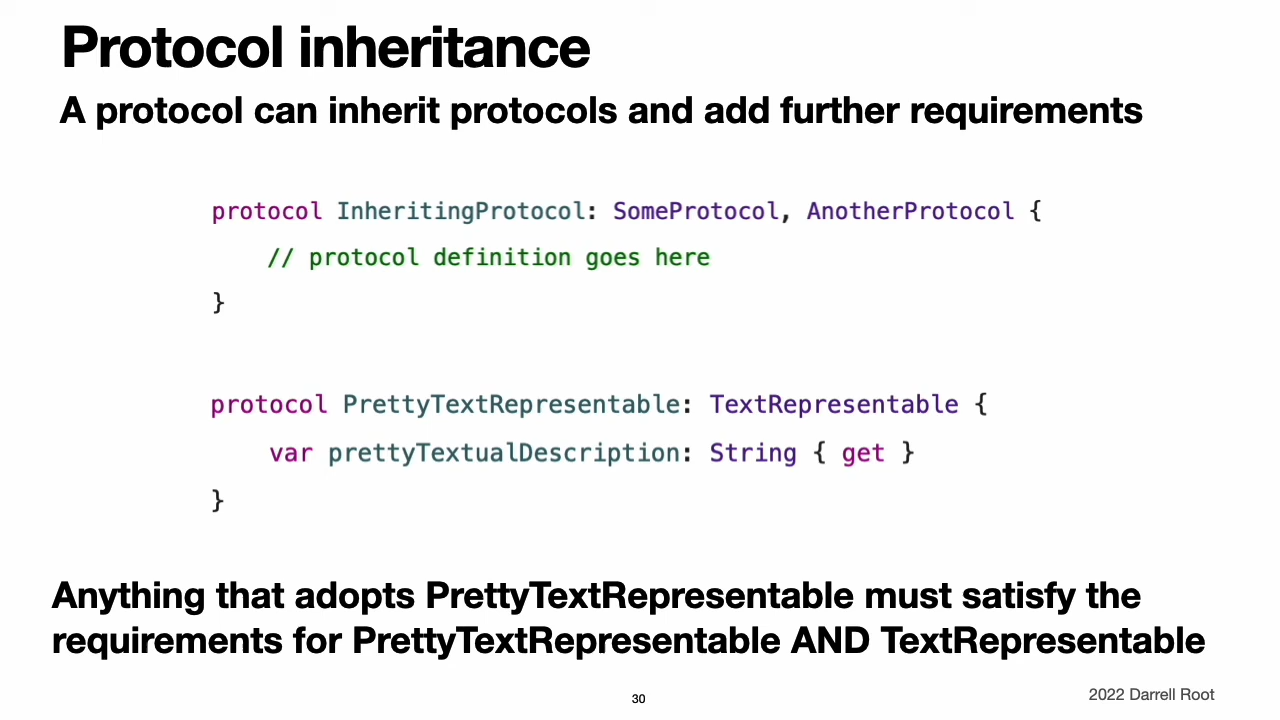 Protocol inheritance
A protocol can inherit protocols and add further requirements
protocol InheritingProtocol: SomeProtocol, AnotherProtocol {
// protocol definition goes here
}
protocol PrettyTextRepresentable: TextRepresentable {
var prettyTextualDescription: String { get }
}
Anything that adopts PrettyTextRepresentable must satisfy the
requirements for PrettyTextRepresentable AND TextRepresentable
30
2022 Darrell Root